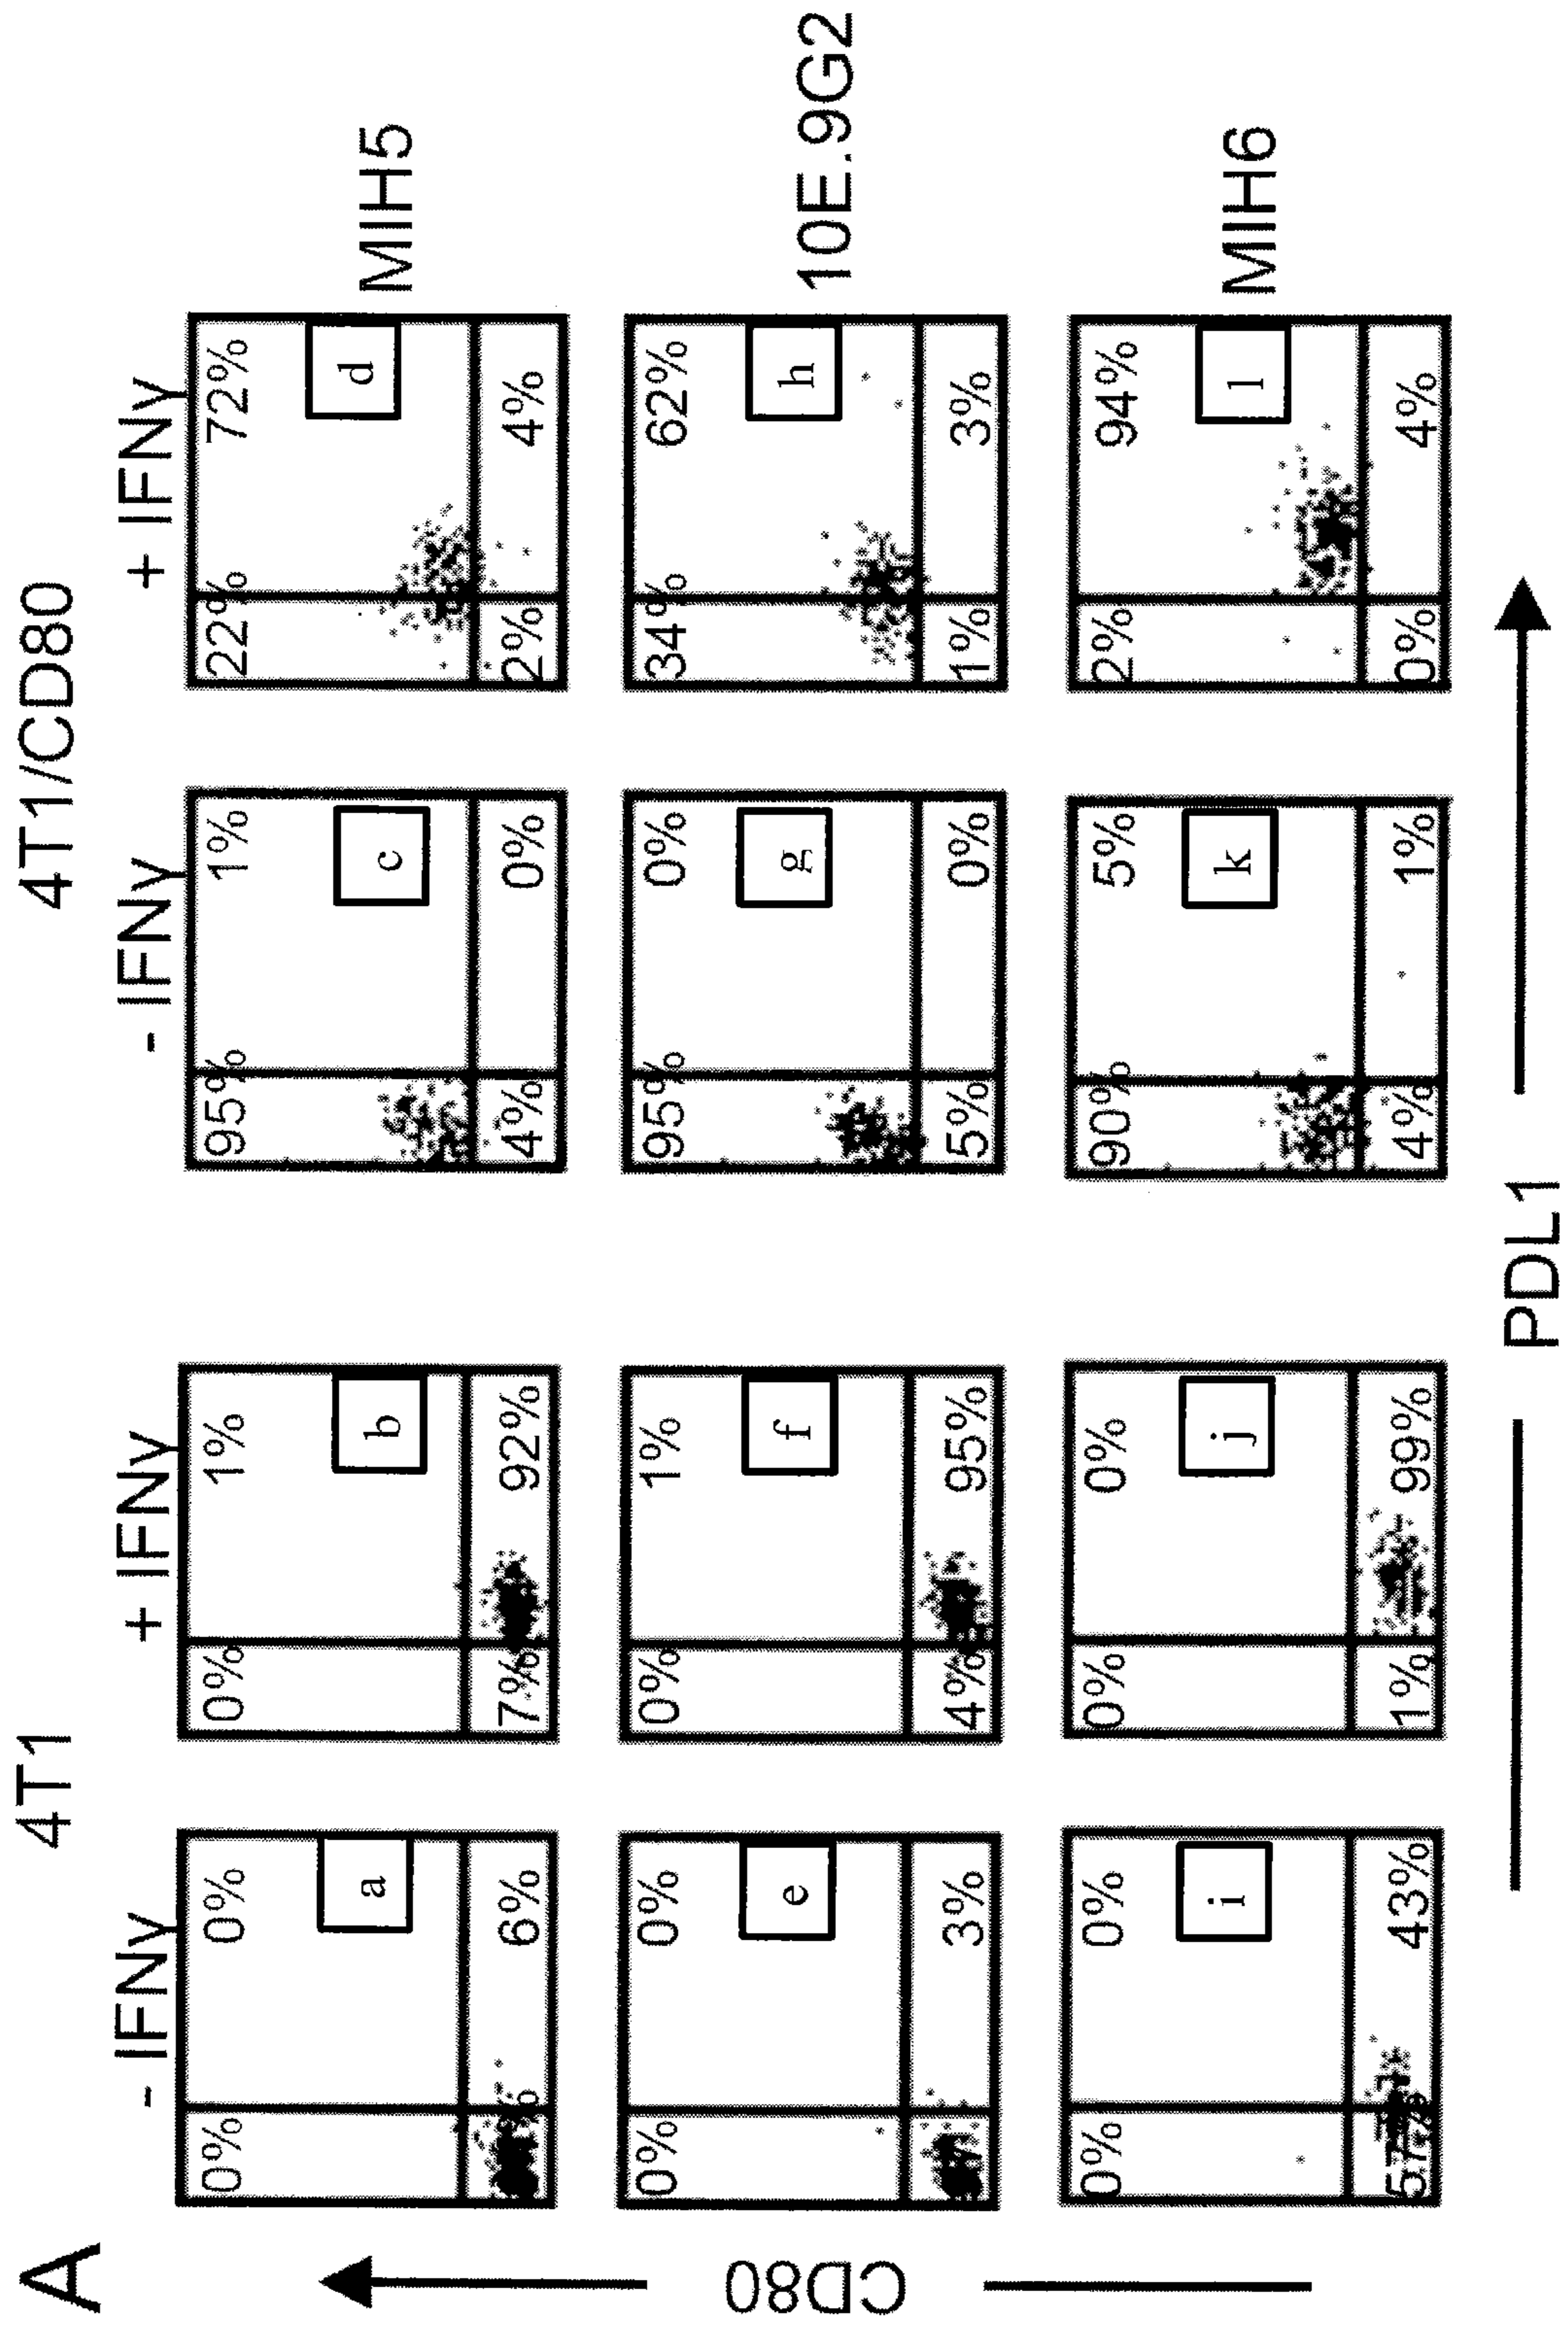 A
4T1
4T1/CD80
- IFNγ
+ IFNγ
- IFNγ
+ IFNγ
0%
0%
a
6%
0%
1%
b
7%
92%
95%
1%
c
4%
0%
22%
72%
d
2%
4%
MIH5
0%
0%
e
3%
0%
1%
f
4%
95%
95%
0%
g
5%
0%
34%
62%
h
1%
3%
10E.9G2
0%
0%
i
57%
43%
0%
0%
j
1%
99%
90%
5%
k
4%
1%
2%
94%
l
0%
4%
MIH6
CD80
PDL1